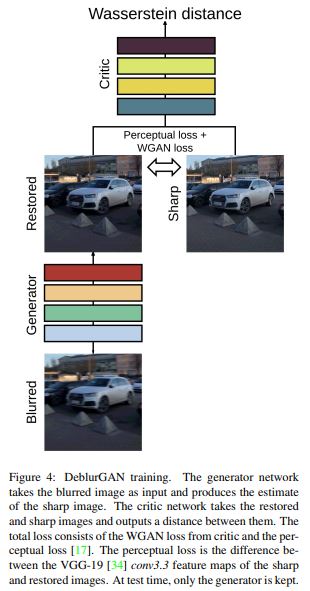 Wasserstein distance
Critic
Perceptual loss +
WGAN loss
Restored
Sharp
Generator
Blurred
Figure 4: DeblurGAN training. The generator network
takes the blurred image as input and produces the estimate
of the sharp image. The critic network takes the restored
and sharp images and outputs a distance between them. The
total loss consists of the WGAN loss from critic and the per-
ceptual loss [17]. The perceptual loss is the difference be-
tween the VGG-19 [34] conv3.3 feature maps of the sharp
and restored images. At test time, only the generator is kept.